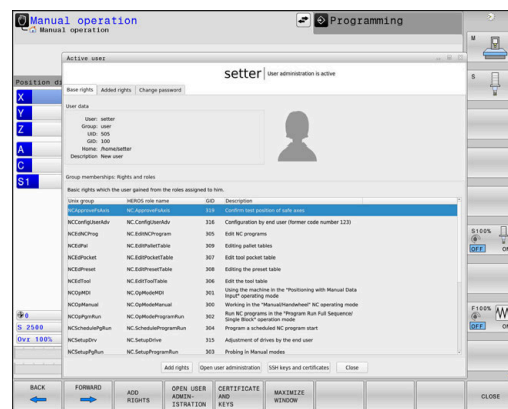 Manual operation
Manual operation
Programming
Active user
setter User administration is active
Position di
Base rights Added rights Change password
User data
User: setter
Group: user
UID: 505
GID: 100
Home: /home/setter
Description New user
Group memberships: Rights and roles
Basic rights which the user gained from the roles assigned to him.
Unix group HEROS role name GID Description
NCApproveFsAxis NC.ApproveFsAxis 319 Confirm test position of safe axes
NCConfigUserAdv NC.ConfigUserAdv 316 Configuration by end user (former code number 123)
NCEdNCProg NC.EditNCProgram 305 Edit NC programs
NCEdPal NC.EditPalletTable 309 Editing pallet tables
NCEdPocket NC.EditPocketTable 307 Edit tool pocket table
NCEdPreset NC.EditPresetTable 308 Editing the preset table
NCEdTool NC.EditToolTable 306 Edit the tool table
NCOpMDI NC.OpModeMDI 301 Using the machine in the "Positioning with Manual Data
Input" operating mode
NCOpManual NC.OpModeManual 300 Working in the "Manual/Handwheel" NC operating mode
NCOpPgmRun NC.OpModeProgramRun 302 Run NC programs in the "Program Run Full Sequence/
Single Block" operation mode
NCSchedulePgRun NC.ScheduleProgramRun 304 Program a scheduled NC program start
NCSetupDrv NC.SetupDrive 315 Adjustment of drives by the end user
NCSetupPgRun NC.SetupProgramRun 303 Probing in Manual modes
Add rights Open user administration SSH keys and certificates Close
X
Y
Z
A
C
S1
0
S 2500
Ovr 100%
M
S
S100%
OFF ON
F100%
OFF ON
BACK
FORWARD
ADD
RIGHTS
OPEN USER
ADMIN-
ISTRATION
CERTIFICATE
AND
KEYS
MAXIMIZE
WINDOW
CLOSE